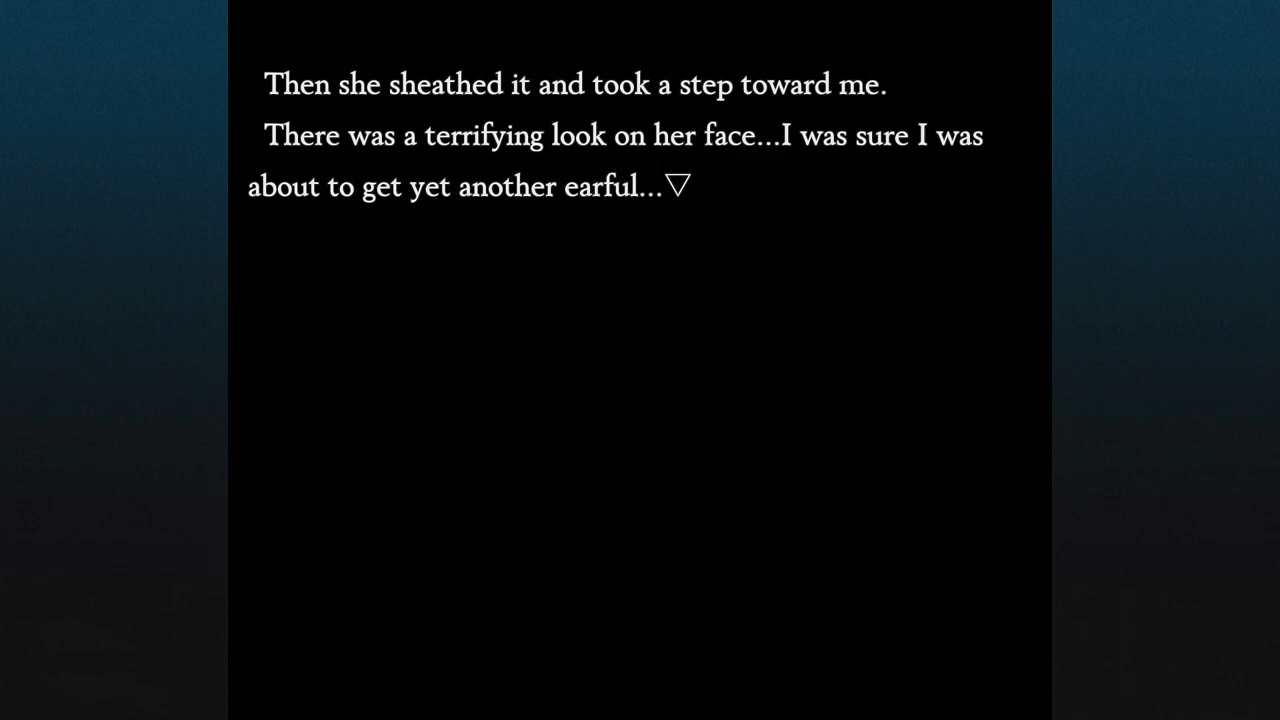 Then she sheathed it and took a step toward me.
There was a terrifying look on her face...I was sure I was
about to get yet another earful...▽